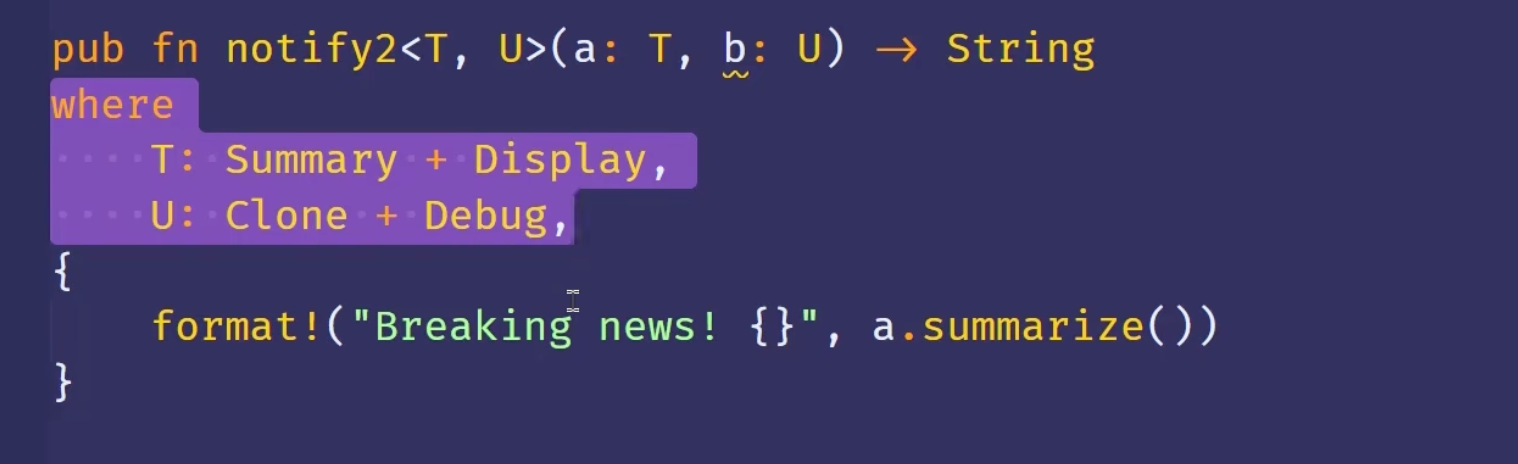 pub fn notify2<T, U>(a: T, b: U) -> String
where
    T: Summary + Display,
    U: Clone + Debug,
{
    format!("Breaking news! {}", a.summarize())
}